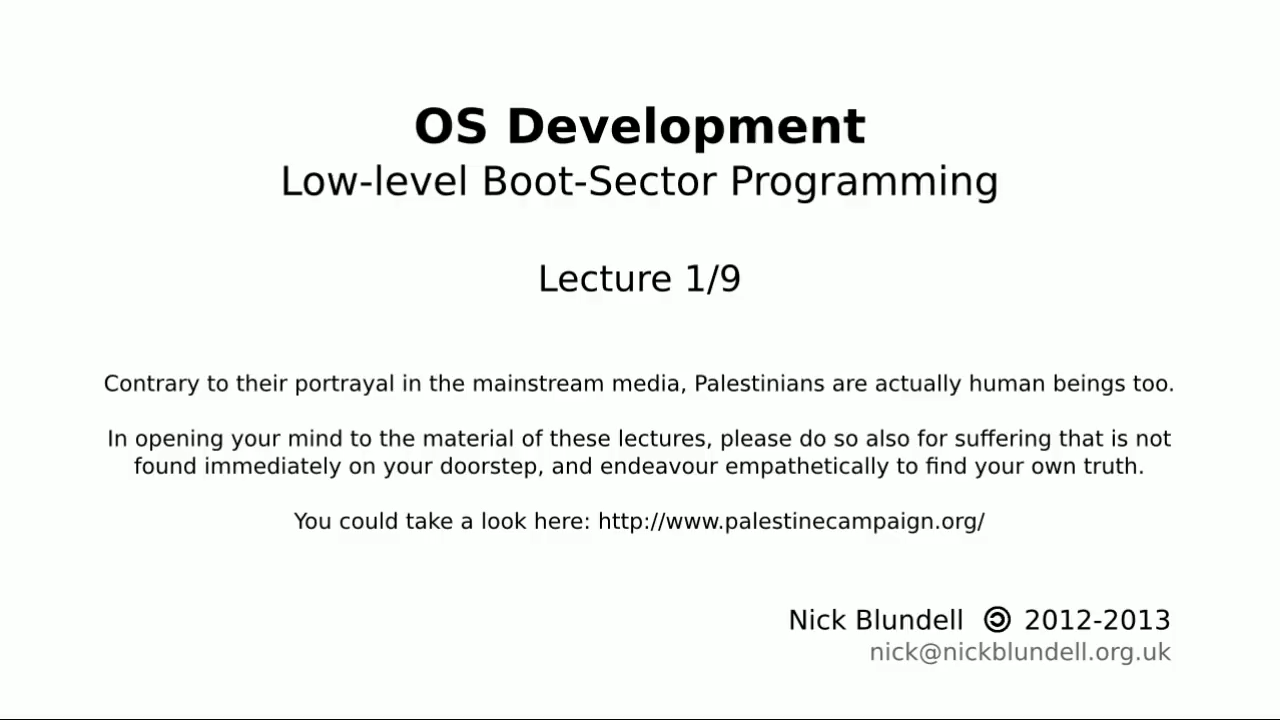 OS Development
Low-level Boot-Sector Programming
Lecture 1/9
Contrary to their portrayal in the mainstream media, Palestinians are actually human beings too.
In opening your mind to the material of these lectures, please do so also for suffering that is not
found immediately on your doorstep, and endeavour empathetically to find your own truth.
You could take a look here: http://www.palestinecampaign.org/
Nick Blundell 🄯 2012-2013
nick@nickblundell.org.uk